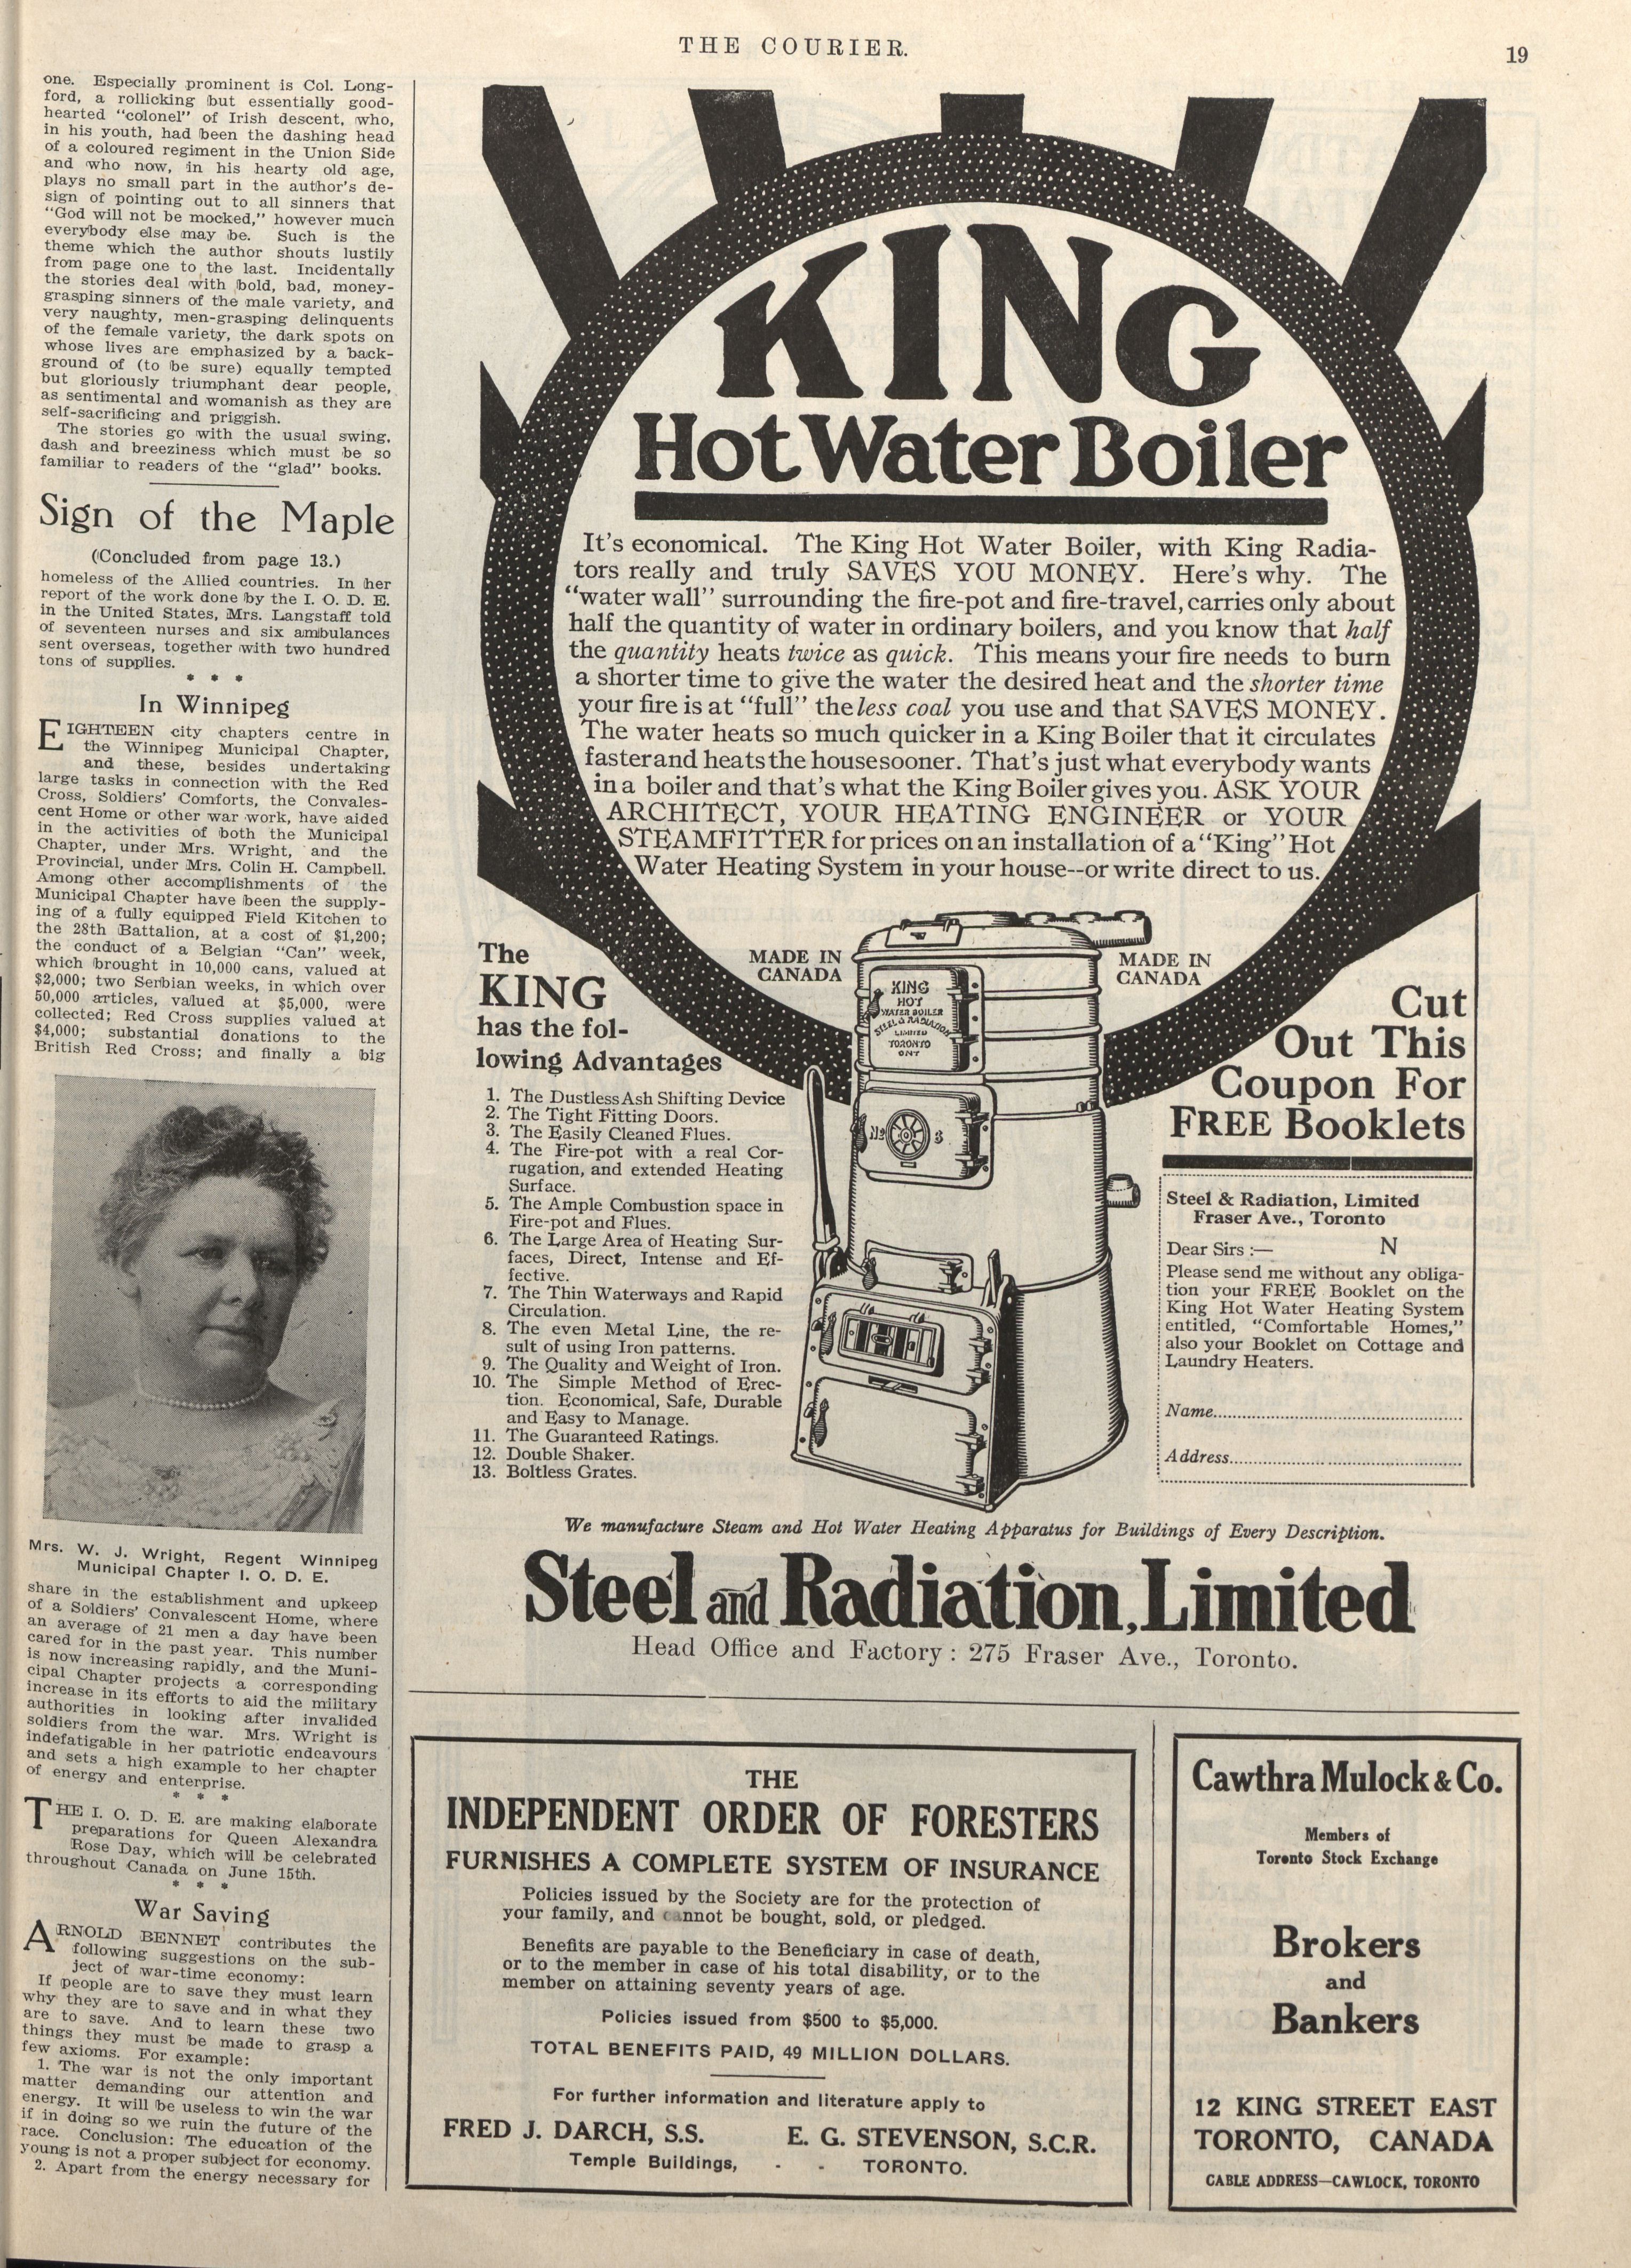 THE COURIER.
19
one. Especially prominent is Col. Long-
ford, a rollicking but essentially good-
hearted "colonel" of Irish descent, who,
in his youth, had been the dashing head
of a coloured regiment in the Union Side
and who now, in his hearty old age,
plays no small part in the author's de-
sign of pointing out to all sinners that
"God will not be mocked," however much
everybody else may be. Such is the
theme which the author shouts lustily
from page one to the last. Incidentally
the stories deal with bold, bad, money-
grasping sinners of the male variety, and
very naughty, men-grasping delinquents
of the female variety, the dark spots on
whose lives are emphasized by a back-
ground of (to be sure) equally tempted
but gloriously triumphant dear people,
as sentimental and womanish as they are
self-sacrificing and priggish.
The stories go with the usual swing,
dash and breeziness which must be so
familiar to readers of the "glad" books.
Sign of the Maple
(Concluded from page 13.)
homeless of the Allied countries. In her
report of the work done by the I. O. D. E.
in the United States, Mrs. Langstaff told
of seventeen nurses and six ambulances
sent overseas, together with two hundred
tons of supplies.
* * *
In Winnipeg
EIGHTEEN city chapters centre in
the Winnipeg Municipal Chapter,
and these, besides undertaking
large tasks in connection with the Red
Cross, Soldiers' Comforts, the Convales-
cent Home or other war work, have aided
in the activities of both the Municipal
Chapter, under Mrs. Wright, and the
Provincial, under Mrs. Colin H. Campbell.
Among other accomplishments of the
Municipal Chapter have been the supply-
ing of a fully equipped Field Kitchen to
the 28th Battalion, at a cost of $1,200;
the conduct of a Belgian "Can" week,
which brought in 10,000 cans, valued at
$2,000; two Serbian weeks, in which over
50,000 articles, valued at $5,000, were
collected; Red Cross supplies valued at
$4,000; substantial donations to the
British Red Cross; and finally a big
Mrs. W. J. Wright, Regent Winnipeg
Municipal Chapter I. O. D. E.
share in the establishment and upkeep
of a Soldiers' Convalescent Home, where
an average of 21 men a day have been
cared for in the past year. This number
is now increasing rapidly, and the Muni-
cipal Chapter projects a corresponding
increase in its efforts to aid the military
authorities in looking after invalided
soldiers from the war. Mrs. Wright is
indefatigable in her patriotic endeavours
and sets a high example to her chapter
of energy and enterprise.
* * *
THE I. O. D. E. are making elaborate
preparations for Queen Alexandra
Rose Day, which will be celebrated
throughout Canada on June 15th.
* * *
War Saving
ARNOLD BENNET contributes the
following suggestions on the sub-
ject of war-time economy:
If people are to save they must learn
why they are to save and in what they
are to save. And to learn these two
things they must be made to grasp a
few axioms. For example:
1. The war is not the only important
matter demanding our attention and
energy. It will be useless to win the war
if in doing so we ruin the future of the
race. Conclusion: The education of the
young is not a proper subject for economy.
2. Apart from the energy necessary for
KING
Hot Water Boiler
It's economical. The King Hot Water Boiler, with King Radia-
tors really and truly SAVES YOU MONEY. Here's why. The
"water wall" surrounding the fire-pot and fire-travel, carries only about
half the quantity of water in ordinary boilers, and you know that half
the quantity heats twice as quick. This means your fire needs to burn
a shorter time to give the water the desired heat and the shorter time
your fire is at "full" the less coal you use and that SAVES MONEY.
The water heats so much quicker in a King Boiler that it circulates
faster and heats the house sooner. That's just what everybody wants
in a boiler and that's what the King Boiler gives you. ASK YOUR
ARCHITECT, YOUR HEATING ENGINEER or YOUR
STEAMFITTER for prices on an installation of a "King" Hot
Water Heating System in your house--or write direct to us.
The
KING
has the fol-
lowing Advantages
1. The Dustless Ash Shifting Device
2. The Tight Fitting Doors.
3. The Easily Cleaned Flues.
4. The Fire-pot with a real Cor-
rugation, and extended Heating
Surface.
5. The Ample Combustion space in
Fire-pot and Flues.
6. The Large Area of Heating Sur-
faces, Direct, Intense and Ef-
fective.
7. The Thin Waterways and Rapid
Circulation.
8. The even Metal Line, the re-
sult of using Iron patterns.
9. The Quality and Weight of Iron.
10. The Simple Method of Erec-
tion. Economical, Safe, Durable
and Easy to Manage.
11. The Guaranteed Ratings.
12. Double Shaker.
13. Boltless Grates.
MADE IN
CANADA
KING
HOT
WATER BOILER
STEEL & RADIATION
LIMITED
TORONTO
ONT
No 3
MADE IN
CANADA
Cut
Out This
Coupon For
FREE Booklets
Steel & Radiation, Limited
Fraser Ave., Toronto
Dear Sirs :— N
Please send me without any obliga-
tion your FREE Booklet on the
King Hot Water Heating System
entitled, "Comfortable Homes,"
also your Booklet on Cottage and
Laundry Heaters.
Name
Address
We manufacture Steam and Hot Water Heating Apparatus for Buildings of Every Description.
Steel and Radiation, Limited
Head Office and Factory : 275 Fraser Ave., Toronto.
THE
INDEPENDENT ORDER OF FORESTERS
FURNISHES A COMPLETE SYSTEM OF INSURANCE
Policies issued by the Society are for the protection of
your family, and cannot be bought, sold, or pledged.
Benefits are payable to the Beneficiary in case of death,
or to the member in case of his total disability, or to the
member on attaining seventy years of age.
Policies issued from $500 to $5,000.
TOTAL BENEFITS PAID, 49 MILLION DOLLARS.
For further information and literature apply to
FRED J. DARCH, S.S. E. G. STEVENSON, S.C.R.
Temple Buildings, - - TORONTO.
Cawthra Mulock & Co.
Members of
Toronto Stock Exchange
Brokers
and
Bankers
12 KING STREET EAST
TORONTO, CANADA
CABLE ADDRESS—CAWLOCK, TORONTO